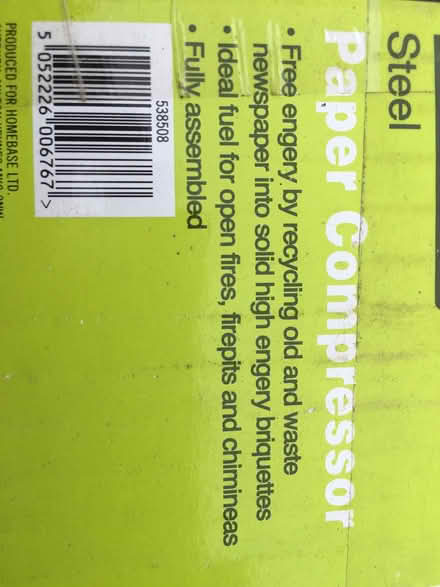 Steel
Paper Compressor
• Free engery by recycling old and waste
newspaper into solid high engery briquettes
• Ideal fuel for open fires, firepits and chimineas
• Fully assembled
538508
5 052226 006767 >
PRODUCED FOR HOMEBASE LTD.